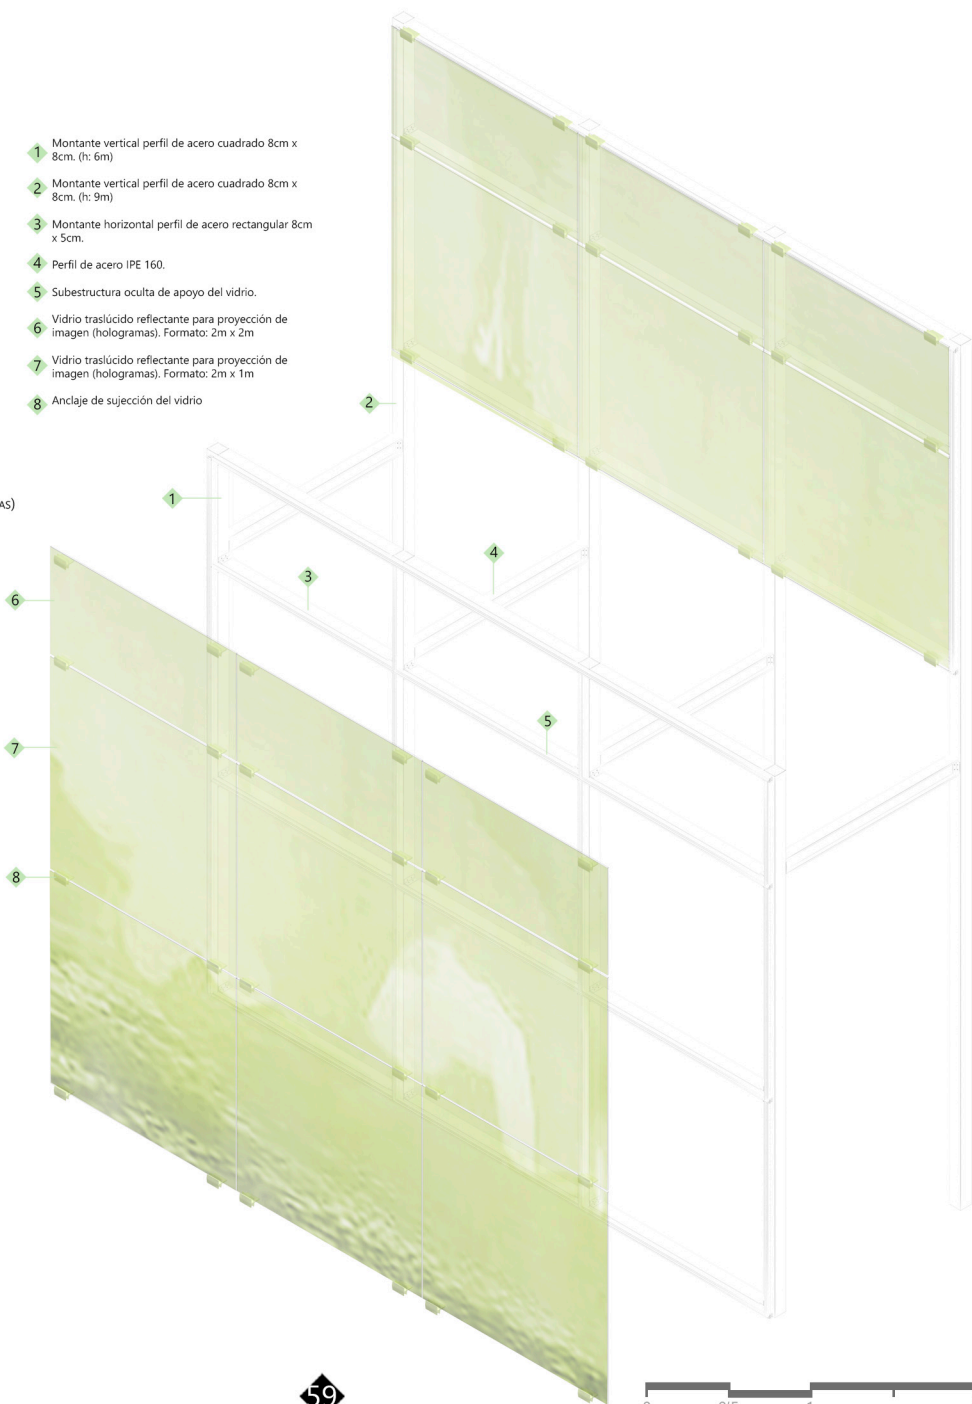 1 Montante vertical perfil de acero cuadrado 8cm x
8cm. (h: 6m)
2 Montante vertical perfil de acero cuadrado 8cm x
8cm. (h: 9m)
3 Montante horizontal perfil de acero rectangular 8cm
x 5cm.
4 Perfil de acero IPE 160.
5 Subestructura oculta de apoyo del vidrio.
6 Vidrio traslúcido reflectante para proyección de
imagen (hologramas). Formato: 2m x 2m
7 Vidrio traslúcido reflectante para proyección de
imagen (hologramas). Formato: 2m x 1m
8 Anclaje de sujección del vidrio
2
1
AS)
4
3
6
5
7
8
59